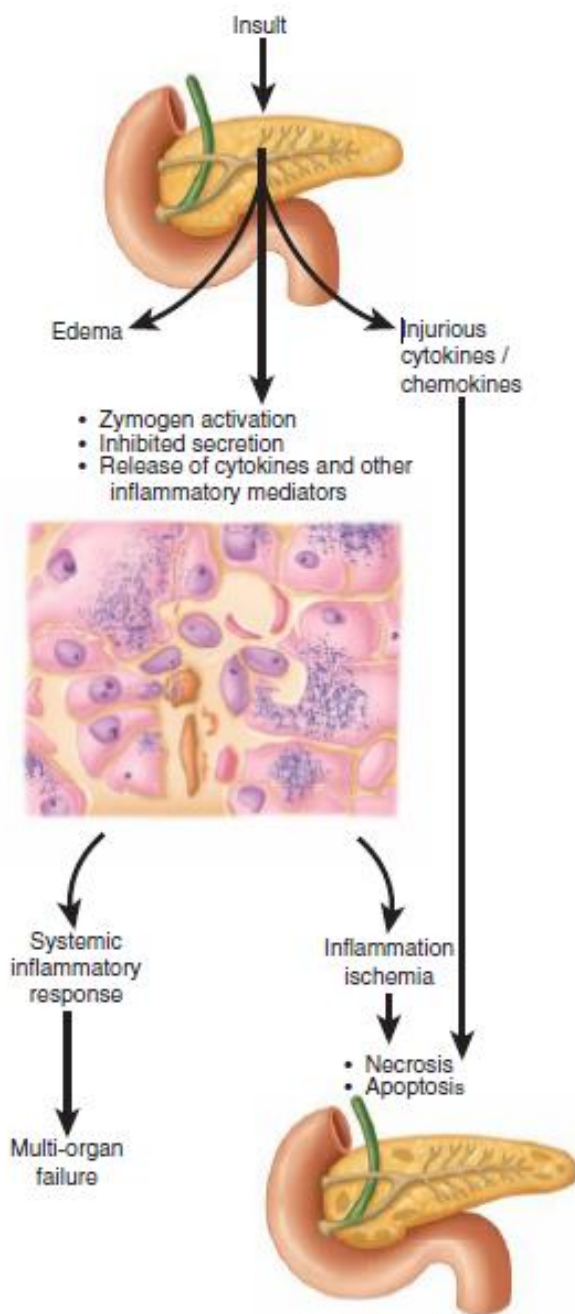 Insult
Edema
Injurious
cytokines /
chemokines
• Zymogen activation
• Inhibited secretion
• Release of cytokines and other
inflammatory mediators
Systemic
inflammatory
response
Inflammation
ischemia
• Necrosis
• Apoptosis
Multi-organ
failure